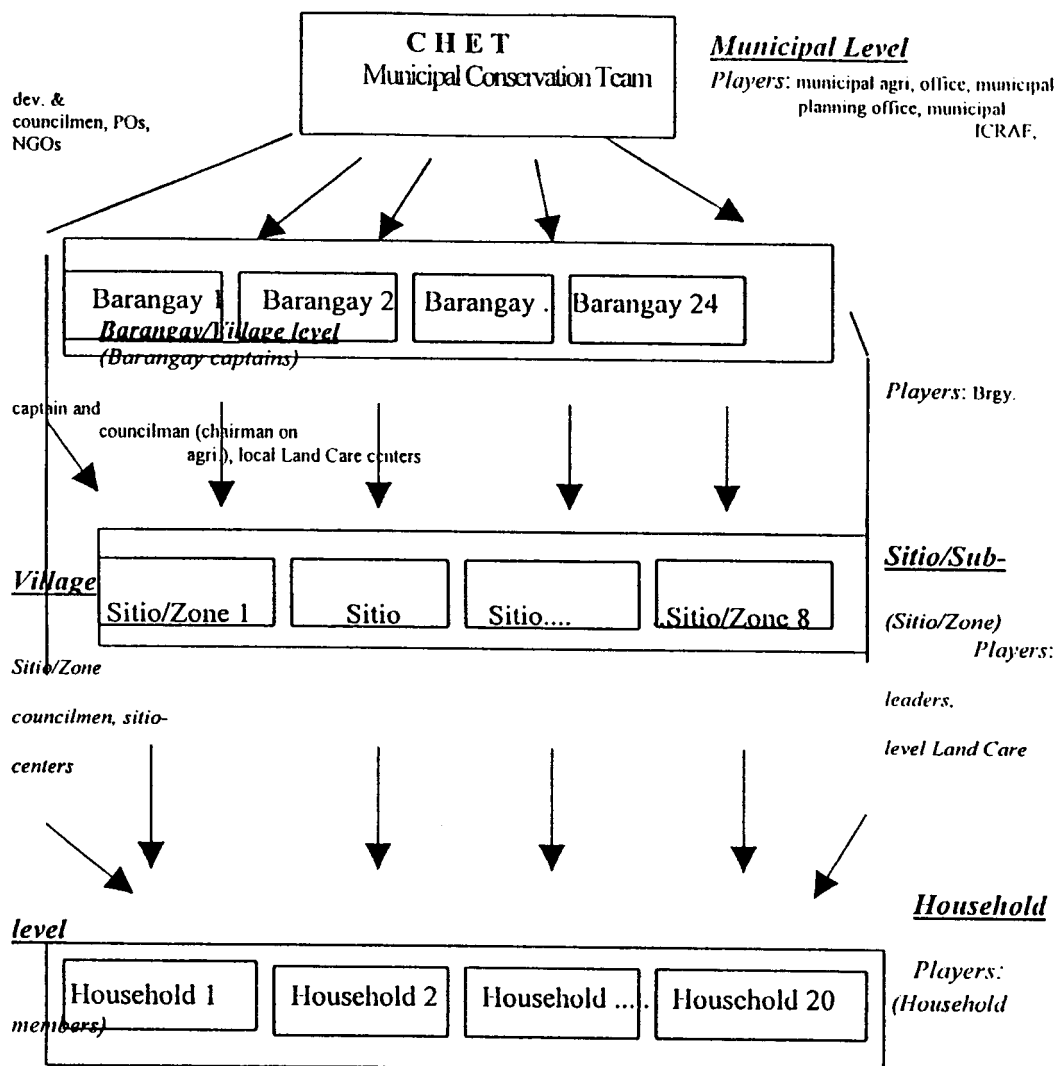 CHET
Municipal Conservation Team
Municipal Level
Players: municipal agri, office, municipal
planning office, municipal
ICRAF,
dev. &
councilmen, POs,
NGOs
Barangay 1
Barangay 2
Barangay .
Barangay 24
Barangay/Village level
(Barangay captains)
Players: Brgy.
captain and
councilman (chairman on
agri.), local Land Care centers
Sitio/Sub-
Village
Sitio/Zone 1
Sitio
Sitio....
.Sitio/Zone 8
(Sitio/Zone)
Players:
Sitio/Zone
leaders,
councilmen, sitio-
level Land Care
centers
Household
level
Players:
Household 1
Household 2
Household .....
Household 20
(Household
members)